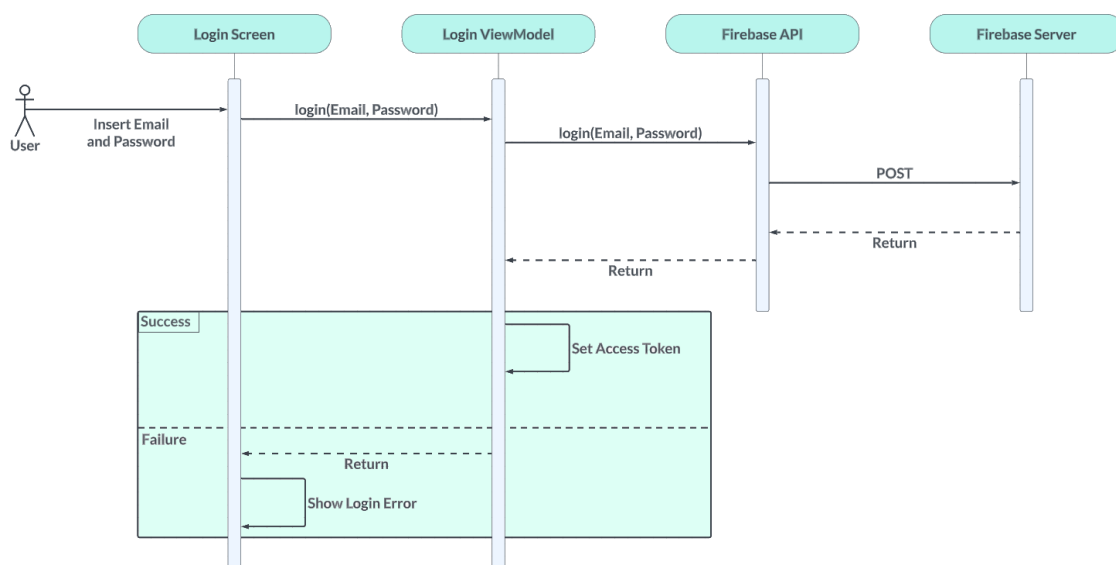 Login Screen
Login ViewModel
Firebase API
Firebase Server
User
Insert Email
and Password
login(Email, Password)
login(Email, Password)
POST
Return
Return
Success
Set Access Token
Failure
Return
Show Login Error